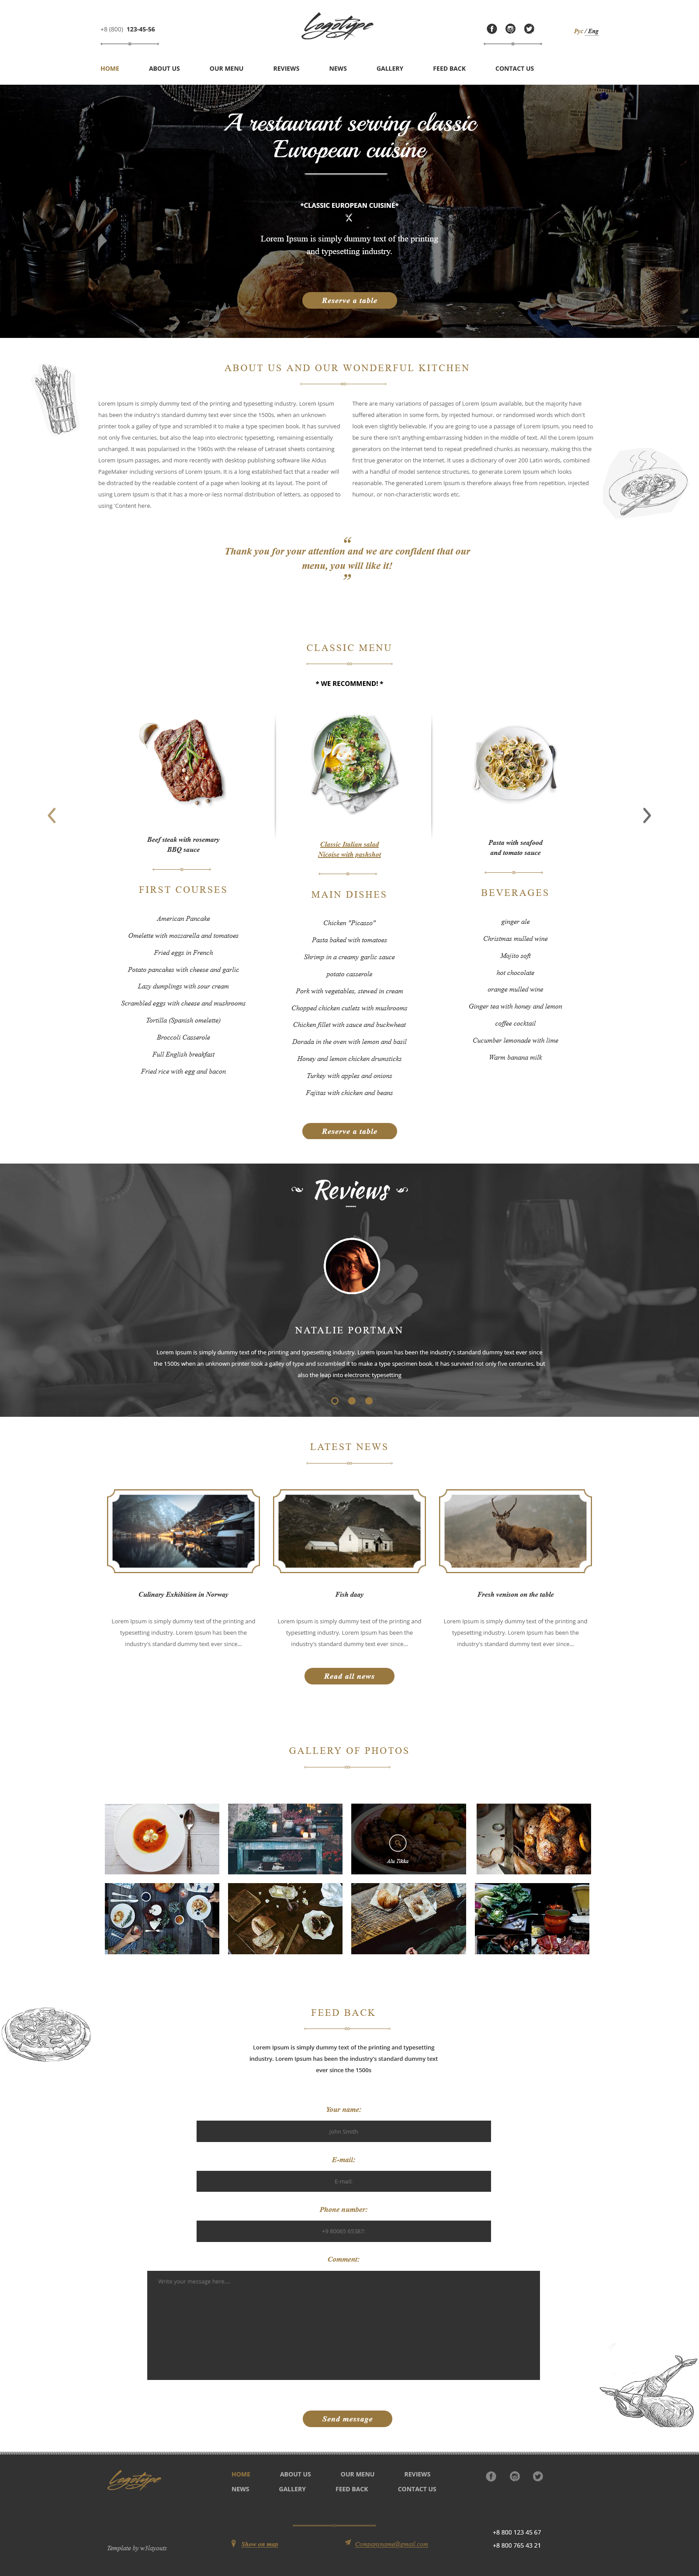 +8 (800) 123-45-56
Logotype
Рус / Eng
HOME ABOUT US OUR MENU REVIEWS NEWS GALLERY FEED BACK CONTACT US
A restaurant serving classic
European cuisine
*CLASSIC EUROPEAN CUISINE*
Lorem Ipsum is simply dummy text of the printing
and typesetting industry.
Reserve a table
ABOUT US AND OUR WONDERFUL KITCHEN
Lorem Ipsum is simply dummy text of the printing and typesetting industry. Lorem Ipsum
has been the industry's standard dummy text ever since the 1500s, when an unknown
printer took a galley of type and scrambled it to make a type specimen book. It has survived
not only five centuries, but also the leap into electronic typesetting, remaining essentially
unchanged. It was popularised in the 1960s with the release of Letraset sheets containing
Lorem Ipsum passages, and more recently with desktop publishing software like Aldus
PageMaker including versions of Lorem Ipsum. It is a long established fact that a reader will
be distracted by the readable content of a page when looking at its layout. The point of
using Lorem Ipsum is that it has a more-or-less normal distribution of letters, as opposed to
using 'Content here.
There are many variations of passages of Lorem Ipsum available, but the majority have
suffered alteration in some form, by injected humour, or randomised words which don't
look even slightly believable. If you are going to use a passage of Lorem Ipsum, you need to
be sure there isn't anything embarrassing hidden in the middle of text. All the Lorem Ipsum
generators on the Internet tend to repeat predefined chunks as necessary, making this the
first true generator on the Internet. It uses a dictionary of over 200 Latin words, combined
with a handful of model sentence structures, to generate Lorem Ipsum which looks
reasonable. The generated Lorem Ipsum is therefore always free from repetition, injected
humour, or non-characteristic words etc.
“
Thank you for your attention and we are confident that our
menu, you will like it!
”
CLASSIC MENU
* WE RECOMMEND! *
Beef steak with rosemary
BBQ sauce
FIRST COURSES
American Pancake
Omelette with mozzarella and tomatoes
Fried eggs in French
Potato pancakes with cheese and garlic
Lazy dumplings with sour cream
Scrambled eggs with cheese and mushrooms
Tortilla (Spanish omelette)
Broccoli Casserole
Full English breakfast
Fried rice with egg and bacon
Classic Italian salad
Nicoise with pashshot
MAIN DISHES
Chicken "Picasso"
Pasta baked with tomatoes
Shrimp in a creamy garlic sauce
potato casserole
Pork with vegetables, stewed in cream
Chopped chicken cutlets with mushrooms
Chicken fillet with sauce and buckwheat
Dorada in the oven with lemon and basil
Honey and lemon chicken drumsticks
Turkey with apples and onions
Fajitas with chicken and beans
Pasta with seafood
and tomato sauce
BEVERAGES
ginger ale
Christmas mulled wine
Mojito soft
hot chocolate
orange mulled wine
Ginger tea with honey and lemon
coffee cocktail
Cucumber lemonade with lime
Warm banana milk
Reserve a table
Reviews
NATALIE PORTMAN
Lorem Ipsum is simply dummy text of the printing and typesetting industry. Lorem Ipsum has been the industry's standard dummy text ever since
the 1500s when an unknown printer took a galley of type and scrambled it to make a type specimen book. It has survived not only five centuries, but
also the leap into electronic typesetting
LATEST NEWS
Culinary Exhibition in Norway
Lorem Ipsum is simply dummy text of the printing and
typesetting industry. Lorem Ipsum has been the
industry's standard dummy text ever since...
Fish daay
Lorem Ipsum is simply dummy text of the printing and
typesetting industry. Lorem Ipsum has been the
industry's standard dummy text ever since...
Fresh venison on the table
Lorem Ipsum is simply dummy text of the printing and
typesetting industry. Lorem Ipsum has been the
industry's standard dummy text ever since...
Read all news
GALLERY OF PHOTOS
Alu Tikka
FEED BACK
Lorem Ipsum is simply dummy text of the printing and typesetting
industry. Lorem Ipsum has been the industry's standard dummy text
ever since the 1500s
Your name:
John Smith
E-mail:
E-mail
Phone number:
Comment:
Write your message here....
Send message
Logotype
HOME ABOUT US OUR MENU REVIEWS
NEWS GALLERY FEED BACK CONTACT US
Template by w3layouts
Show on map
Companyname@gmail.com
+8 800 123 45 67
+8 800 765 43 21